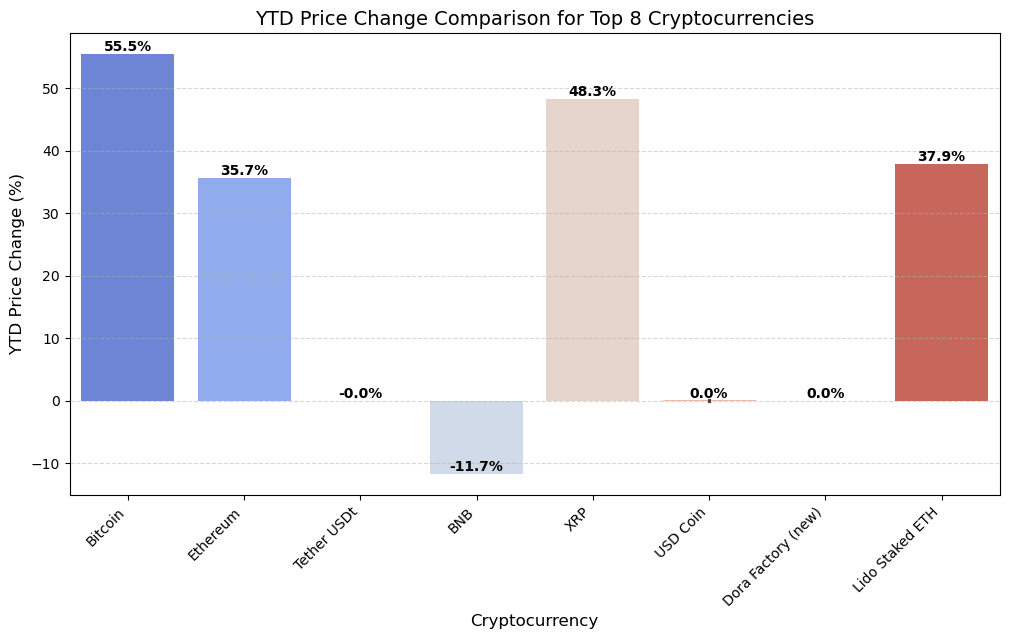 YTD Price Change Comparison for Top 8 Cryptocurrencies
YTD Price Change (%)
50
40
30
20
10
0
−10
55.5%
35.7%
-0.0%
-11.7%
48.3%
0.0%
0.0%
37.9%
Bitcoin
Ethereum
Tether USDt
BNB
XRP
USD Coin
Dora Factory (new)
Lido Staked ETH
Cryptocurrency